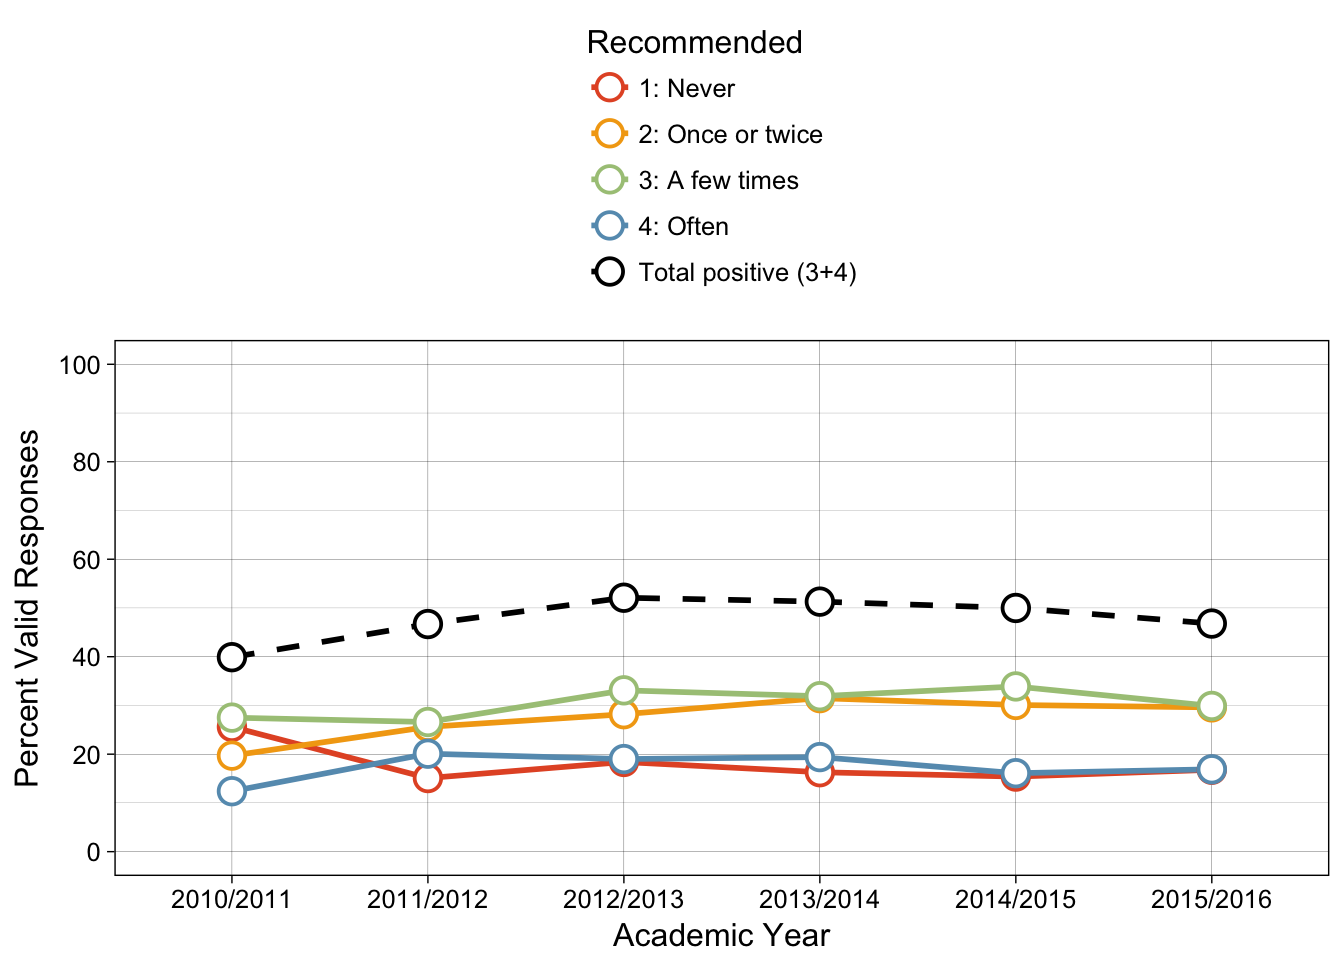 Recommended
1: Never
2: Once or twice
3: A few times
4: Often
Total positive (3+4)
Percent Valid Responses
100
80
60
40
20
0
2010/2011 2011/2012 2012/2013 2013/2014 2014/2015 2015/2016
Academic Year